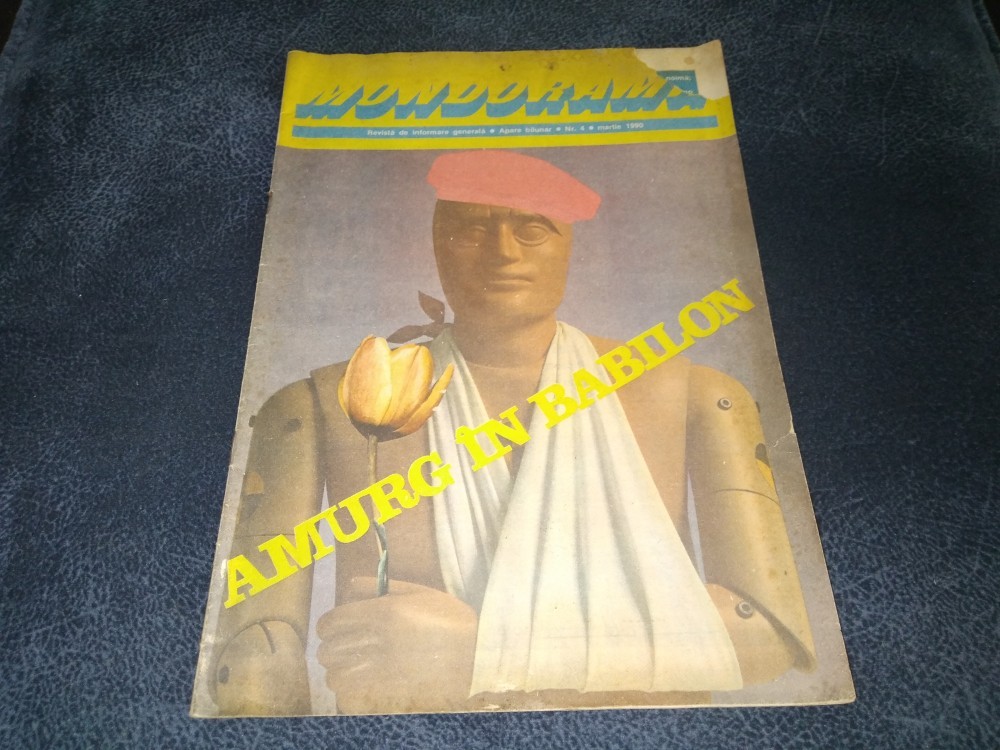 MONDORAMA
Revistă de informare generală ★ Apare bilunar ★ Nr. 4 ★ martie 1990
AMURG ÎN BABILON